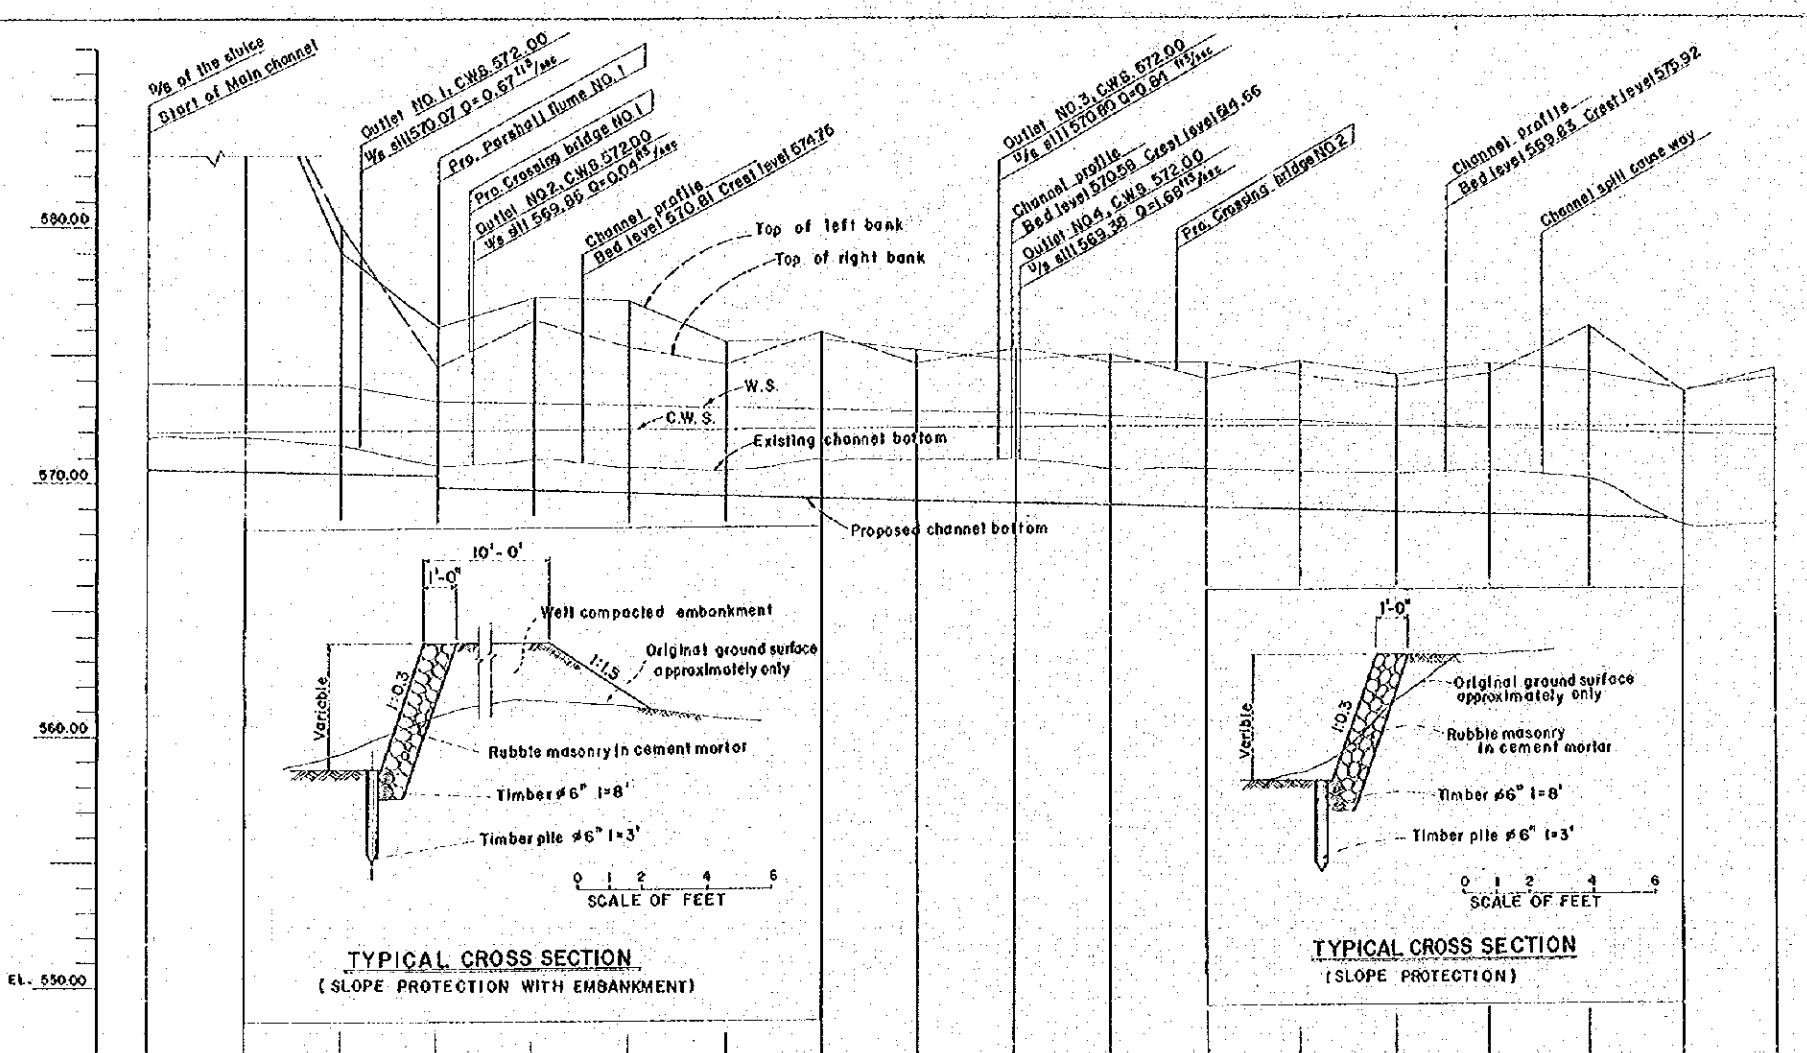 D/S of the sluice
Start of Main channel
Outlet NO.1, C.W.S. 572.00
U/S sill 570.07 Q=0.67 ft3/sec
Pro. Parshall flume NO.1
Pro. Crossing bridge NO.1
Outlet NO.2, C.W.S. 572.00
U/S sill 569.86 Q=0.04 ft3/sec
Channel profile
Bed level 570.81 Crest level 574.76
Outlet NO.3, C.W.S. 572.00
U/S sill 570.80 Q=0.84 ft3/sec
Channel profile
Bed level 570.58 Crest level 614.66
Outlet NO.4, C.W.S. 572.00
U/S sill 569.38 Q=1.68 ft3/sec
Pro. Crossing bridge NO.2
Channel profile
Bed level 569.83 Crest level 575.92
Channel spill cause way
580.00
Top of left bank
Top of right bank
W.S.
C.W.S.
Existing channel bottom
570.00
Proposed channel bottom
10'-0'
1'-0"
Well compacted embankment
Original ground surface
approximately only
1:1.5
1:0.3
Variable
Rubble masonry in cement mortar
Timber ø6" l=8'
Timber pile ø6" l=3'
0 1 2 4 6
SCALE OF FEET
TYPICAL CROSS SECTION
(SLOPE PROTECTION WITH EMBANKMENT)
1'-0"
Original ground surface
approximately only
1:0.3
Varible
Rubble masonry
in cement mortar
Timber ø6" l=8'
Timber pile ø6" l=3'
0 1 2 4 6
SCALE OF FEET
TYPICAL CROSS SECTION
(SLOPE PROTECTION)
560.00
EL. 550.00